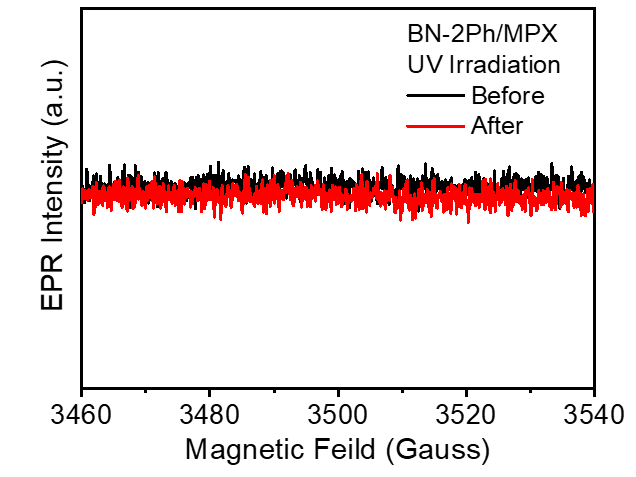 BN-2Ph/MPX
UV Irradiation
Before
After
EPR Intensity (a.u.)
3460 3480 3500 3520 3540
Magnetic Feild (Gauss)